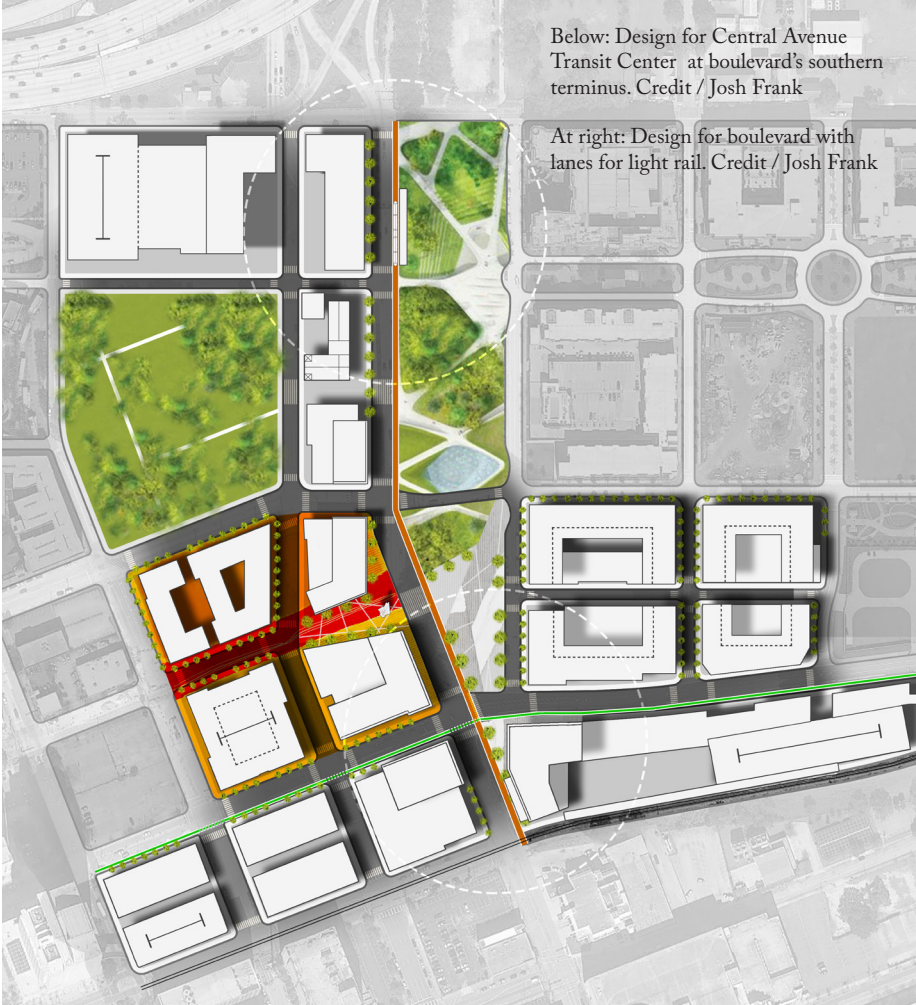 Below: Design for Central Avenue
Transit Center at boulevard's southern
terminus. Credit / Josh Frank
At right: Design for boulevard with
lanes for light rail. Credit / Josh Frank